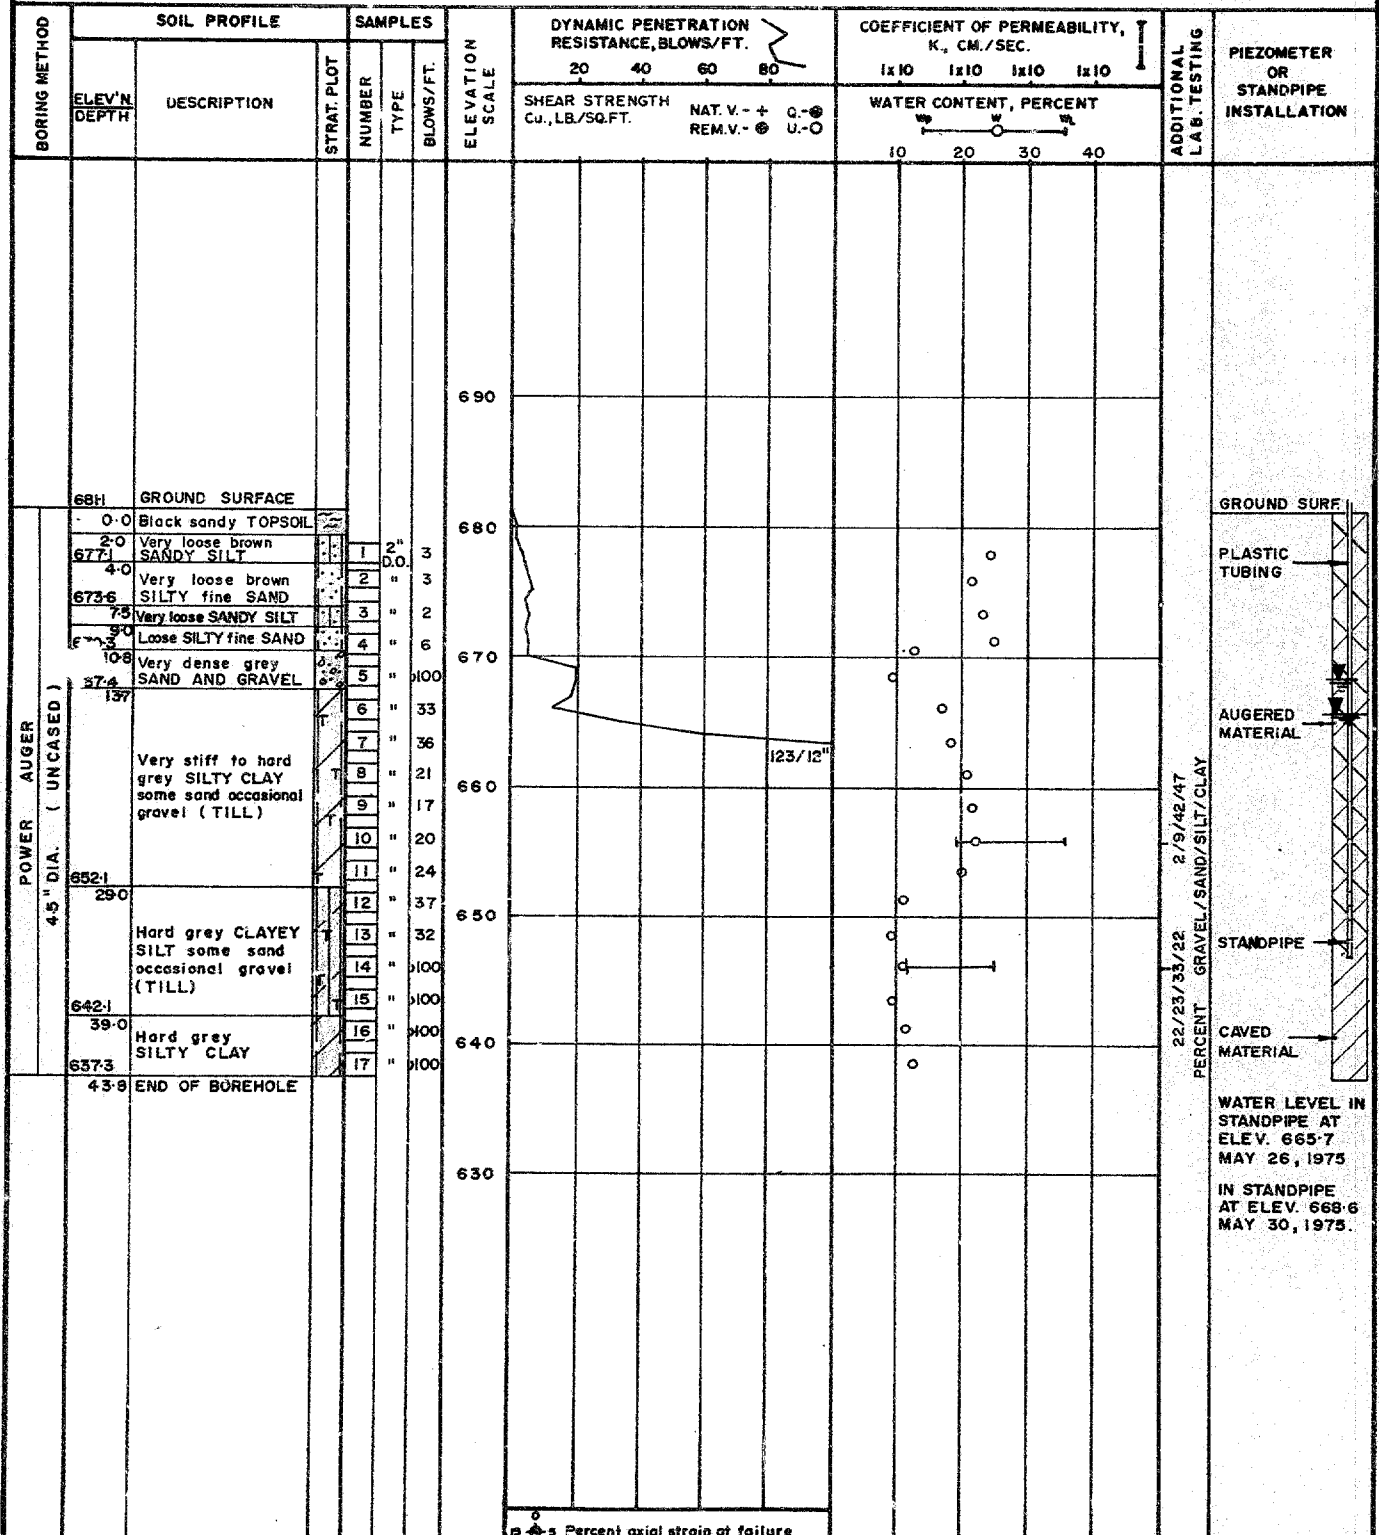 BORING METHOD
SOIL PROFILE
ELEV'N
DEPTH
DESCRIPTION
STRAT. PLOT
SAMPLES
NUMBER
TYPE
BLOWS/FT.
ELEVATION
SCALE
DYNAMIC PENETRATION
RESISTANCE, BLOWS/FT.
20 40 60 80
SHEAR STRENGTH
Cu., LB./SQ.FT.
NAT. V. - + Q. -
REM. V. - U. - O
COEFFICIENT OF PERMEABILITY,
K., CM./SEC.
1x10 1x10 1x10 1x10
WATER CONTENT, PERCENT
Wp W WL
10 20 30 40
ADDITIONAL
LAB. TESTING
PIEZOMETER
OR
STANDPIPE
INSTALLATION
POWER AUGER
4.5" DIA. (UNCASED)
681.1 GROUND SURFACE
0.0 Black sandy TOPSOIL
2.0 Very loose brown
677.1 SANDY SILT
4.0
Very loose brown
673.6 SILTY fine SAND
7.5 Very loose SANDY SILT
9.0
Loose SILTY fine SAND
10.8
Very dense grey
SAND AND GRAVEL
13.7
Very stiff to hard
grey SILTY CLAY
some sand occasional
gravel (TILL)
652.1
29.0
Hard grey CLAYEY
SILT some sand
occasional gravel
(TILL)
642.1
39.0
Hard grey
SILTY CLAY
637.3
43.8 END OF BOREHOLE
1 2" D.O. 3
2 " 3
3 " 2
4 " 6
5 " >100
6 " 33
7 " 36
8 " 21
9 " 17
10 " 20
11 " 24
12 " 37
13 " 32
14 " >100
15 " >100
16 " >100
17 " >100
690
680
670
660
650
640
630
123/12"
2/9/42/47
22/23/33/22
PERCENT GRAVEL/SAND/SILT/CLAY
GROUND SURF.
PLASTIC
TUBING
AUGERED
MATERIAL
STANDPIPE
CAVED
MATERIAL
WATER LEVEL IN
STANDPIPE AT
ELEV. 665.7
MAY 26, 1975
IN STANDPIPE
AT ELEV. 668.6
MAY 30, 1975.
Percent axial strain at failure